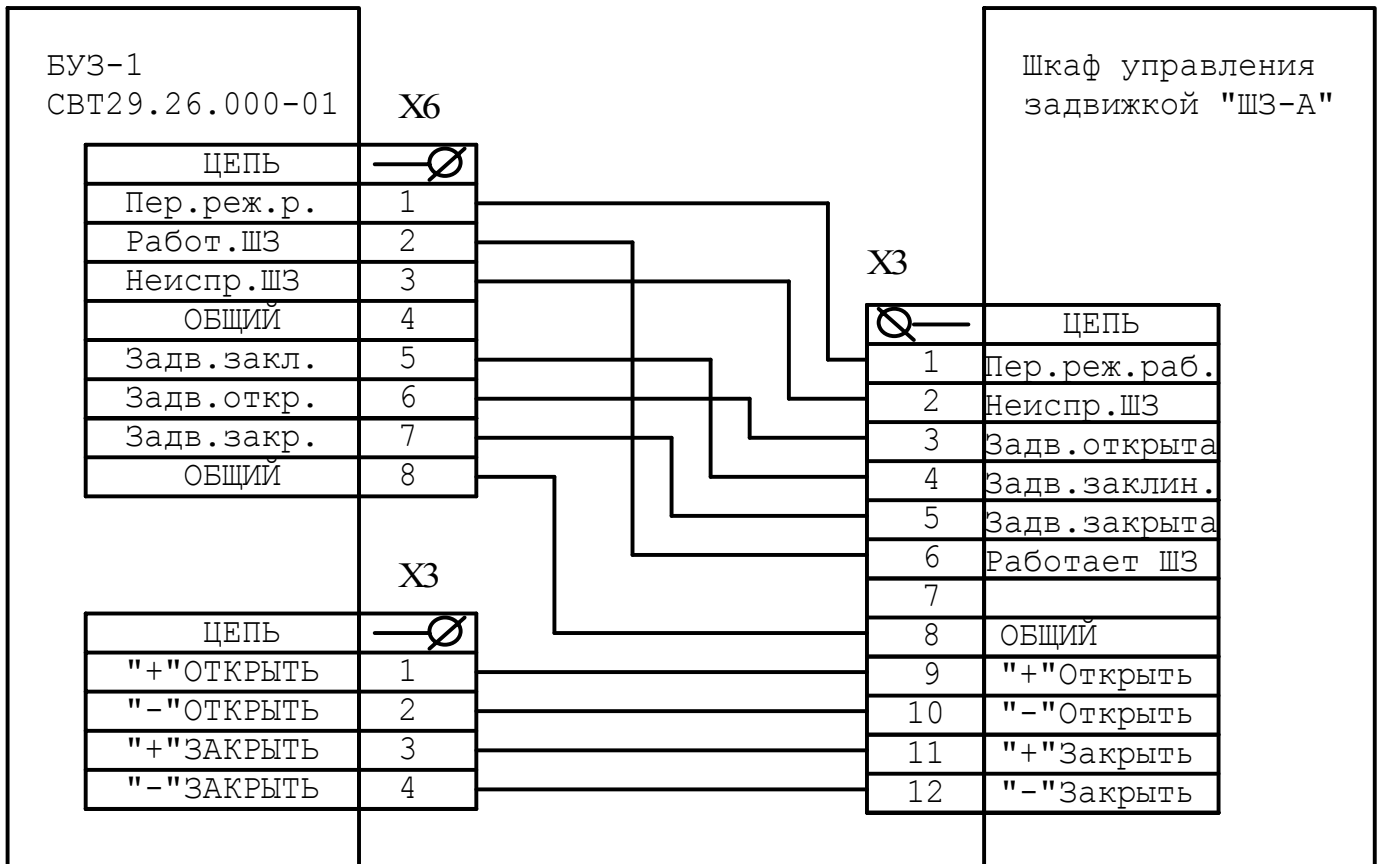 БУЗ-1
СВТ29.26.000-01
X6
ЦЕПЬ
Пер.реж.р. 1
Работ.ШЗ 2
Неиспр.ШЗ 3
ОБЩИЙ 4
Задв.закл. 5
Задв.откр. 6
Задв.закр. 7
ОБЩИЙ 8
X3
ЦЕПЬ
"+"ОТКРЫТЬ 1
"-"ОТКРЫТЬ 2
"+"ЗАКРЫТЬ 3
"-"ЗАКРЫТЬ 4
Шкаф управления
задвижкой "ШЗ-А"
X3
ЦЕПЬ
1 Пер.реж.раб.
2 Неиспр.ШЗ
3 Задв.открыта
4 Задв.заклин.
5 Задв.закрыта
6 Работает ШЗ
7
8 ОБЩИЙ
9 "+"Открыть
10 "-"Открыть
11 "+"Закрыть
12 "-"Закрыть